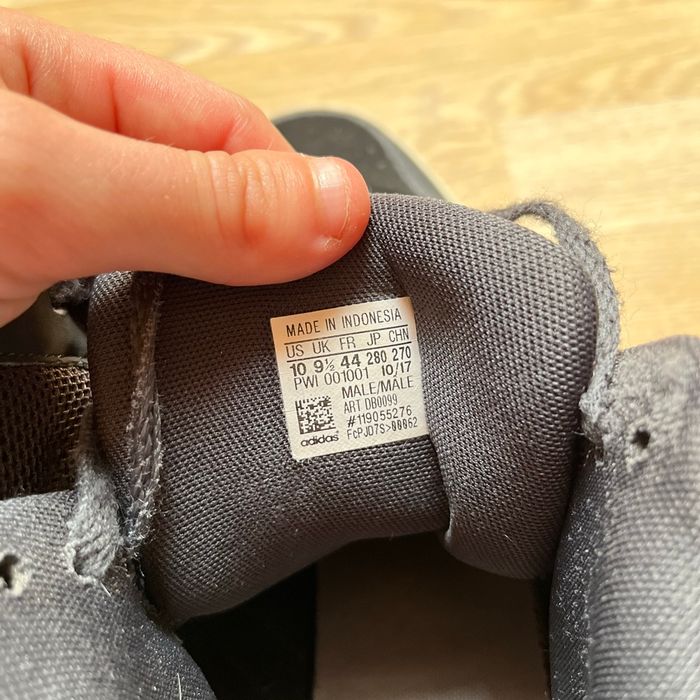 MADE IN INDONESIA
US UK FR JP CHN
10 9½ 44 280 270
PWI 001001 10/17
MALE/MALE
ART DB0099
#119055276
adidas FcPJD7S>00062